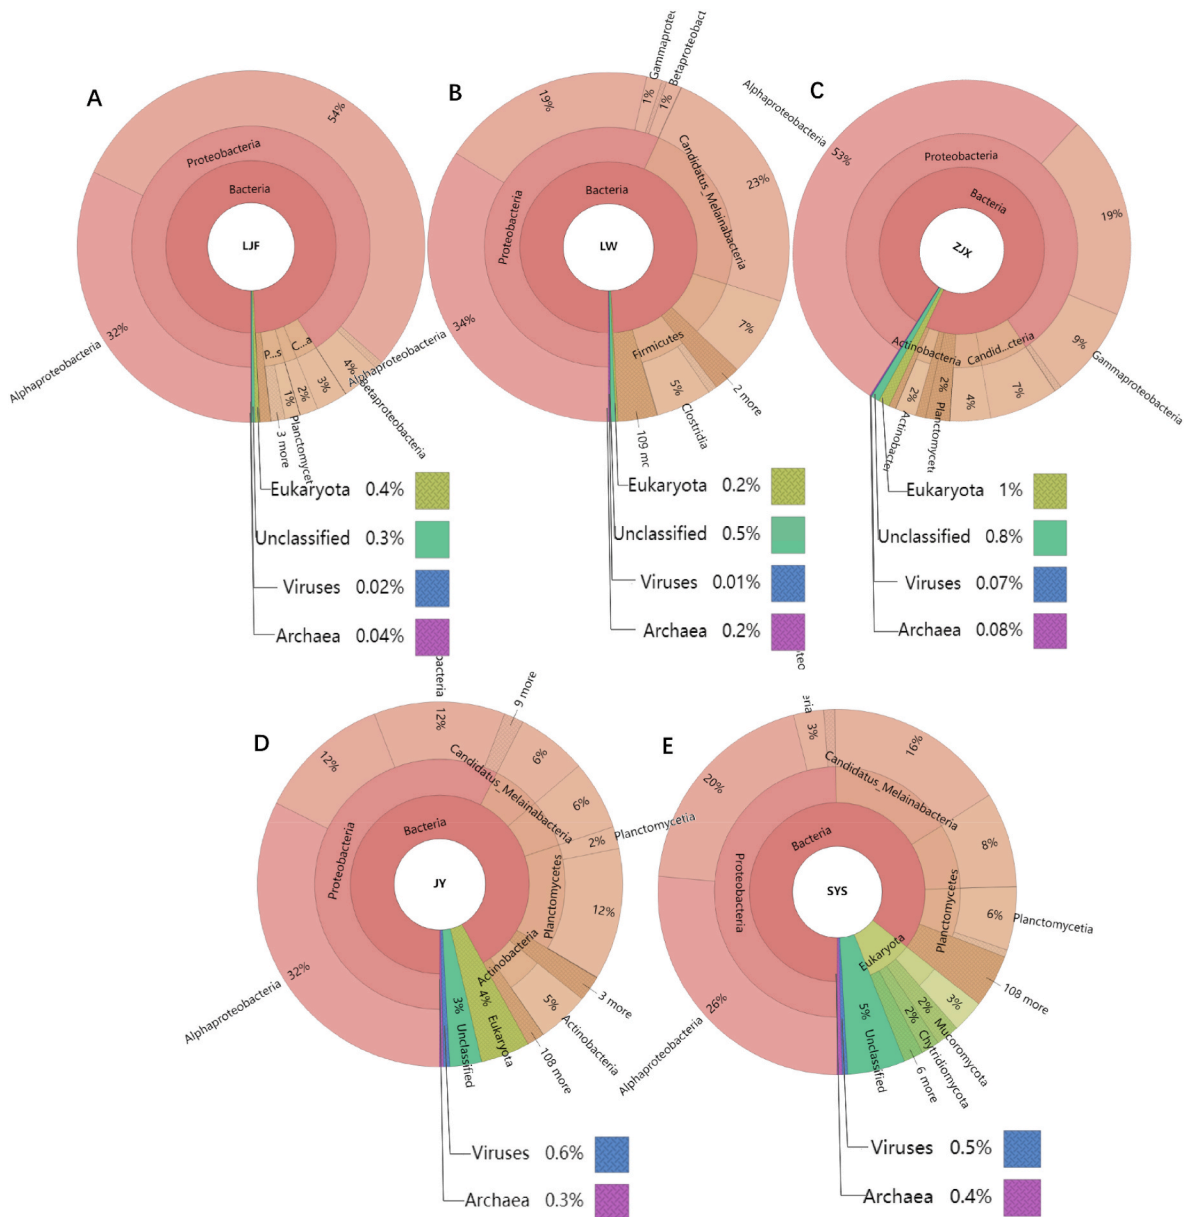 A
54%
Proteobacteria
Bacteria
LJF
32%
Alphaproteobacteria
P...s
C...a
4%
3%
2%
1%
Betaproteobacteria
Planctomycet
3 more
Eukaryota 0.4%
Unclassified 0.3%
Viruses 0.02%
Archaea 0.04%
B
19%
1%
Gammaproteo
1%
Betaproteobact
Candidatus_Melainabacteria
23%
Proteobacteria
Bacteria
LW
34%
Alphaproteobacteria
7%
Firmicutes
2 more
5%
Clostridia
109 mc
Eukaryota 0.2%
Unclassified 0.5%
Viruses 0.01%
Archaea 0.2%
C
Alphaproteobacteria
53%
Proteobacteria
Bacteria
ZJX
19%
9%
Gammaproteobacteria
Actinobacteria
Candid...cteria
7%
4%
2%
Planctomycet
2%
Actinobacter
Eukaryota 1%
Unclassified 0.8%
Viruses 0.07%
Archaea 0.08%
D
bacteria
12%
12%
9 more
Candidatus_Melainabacteria
6%
6%
2%
Planctomycetia
Planctomycetes
12%
Proteobacteria
Bacteria
JY
32%
Alphaproteobacteria
Actinobacteria
3 more
5%
Actinobacteria
108 more
4%
Eukaryota
3%
Unclassified
Viruses 0.6%
Archaea 0.3%
E
teo
eria
3%
16%
20%
Candidatus_Melainabacteria
8%
Planctomycetes
6%
Planctomycetia
Proteobacteria
Bacteria
SYS
26%
Alphaproteobacteria
108 more
Eukaryota
3%
2%
Mucoromycota
2%
Chytridiomycota
6 more
5%
Unclassified
Viruses 0.5%
Archaea 0.4%